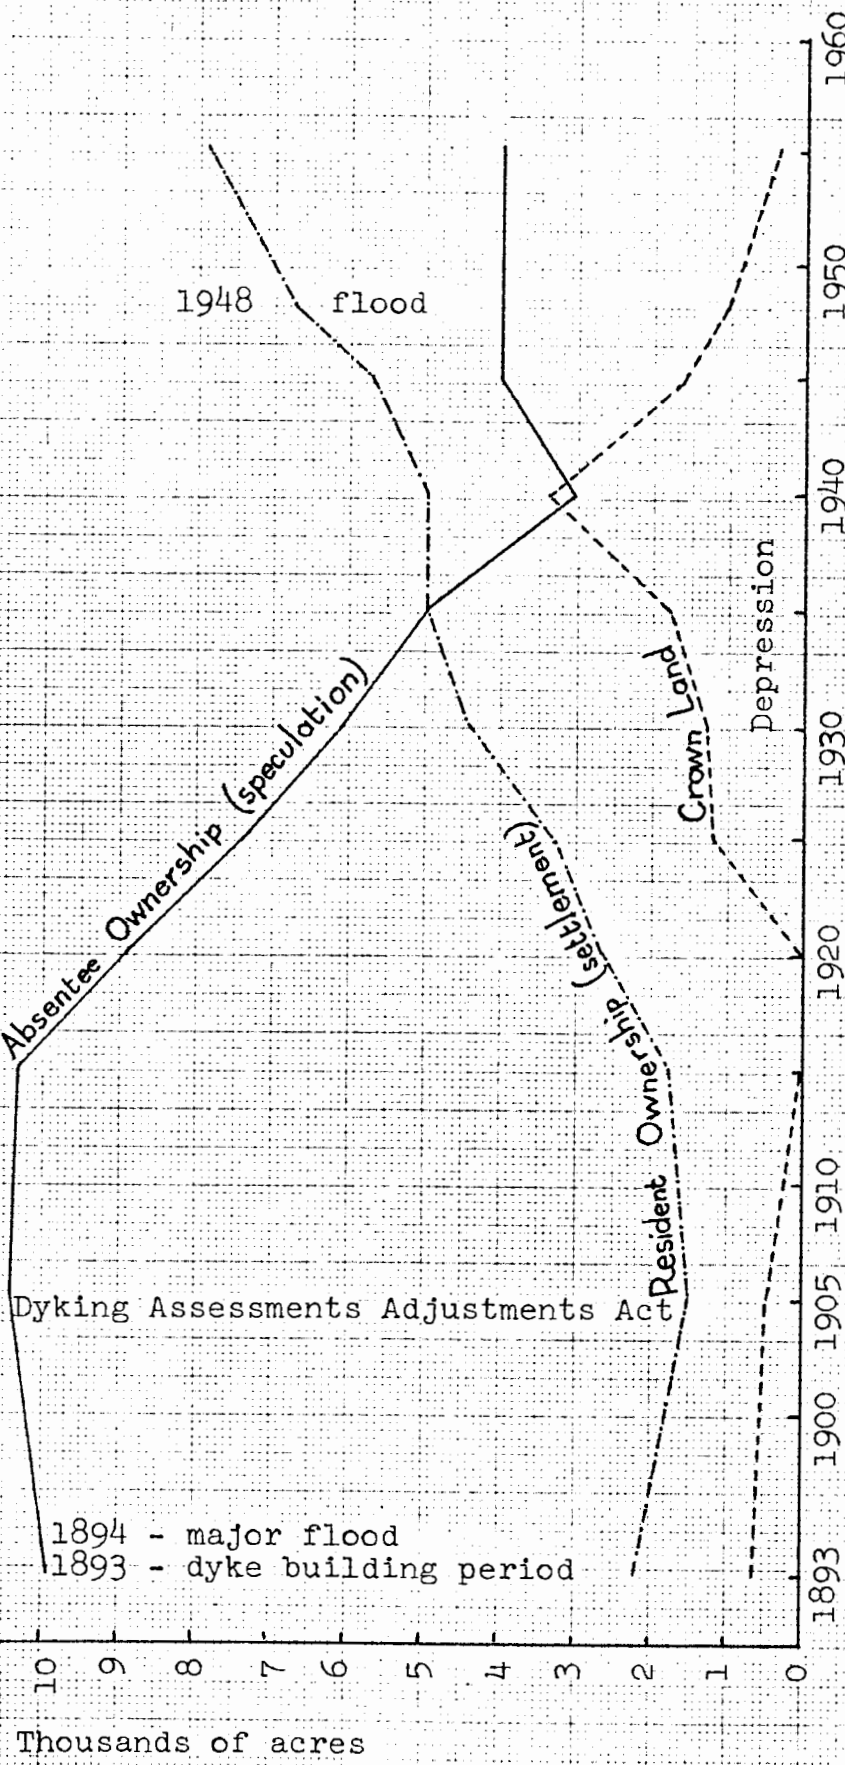 1960
1950
1948 flood
1940
Depression
Crown Land
1930
Absentee Ownership (speculation)
Resident Ownership (settlement)
1920
1910
1905
Dyking Assessments Adjustments Act
1900
1894 - major flood
1893 - dyke building period
1893
10 9 8 7 6 5 4 3 2 1 0
Thousands of acres